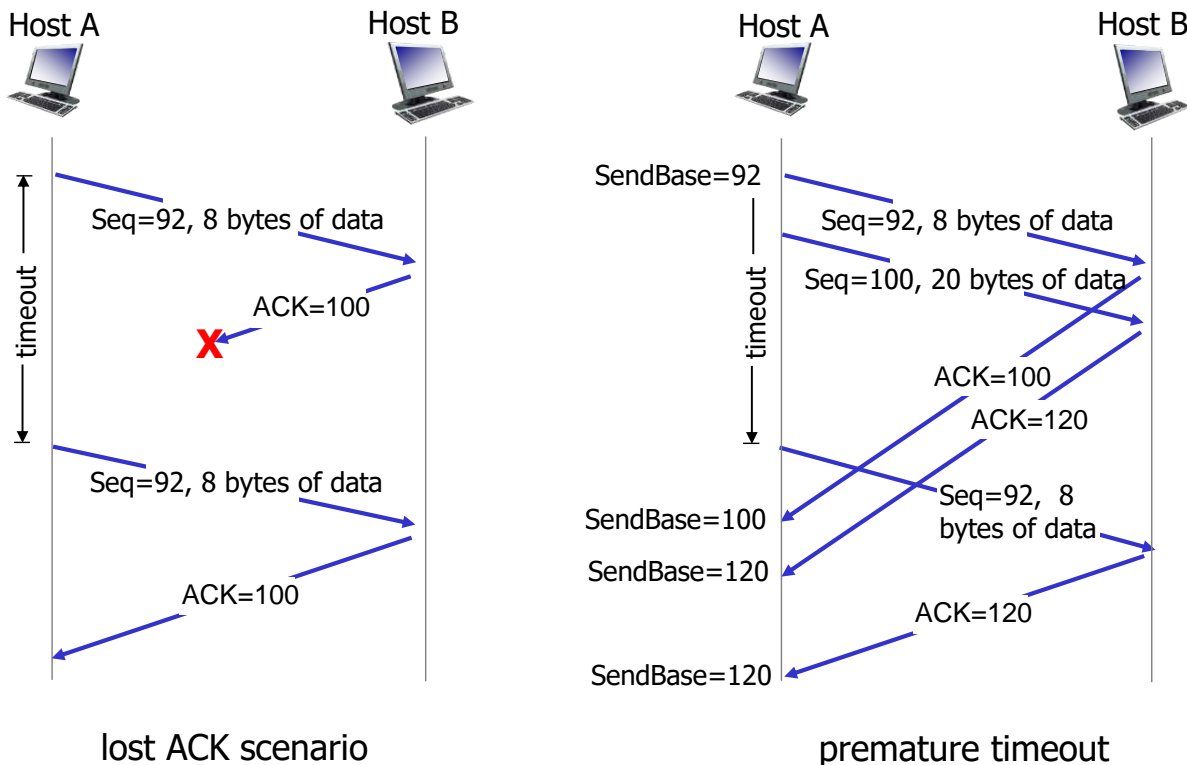 Host A
Host B
timeout
Seq=92, 8 bytes of data
ACK=100
X
Seq=92, 8 bytes of data
ACK=100
lost ACK scenario
Host A
Host B
SendBase=92
timeout
Seq=92, 8 bytes of data
Seq=100, 20 bytes of data
ACK=100
ACK=120
Seq=92, 8
bytes of data
SendBase=100
SendBase=120
ACK=120
SendBase=120
premature timeout